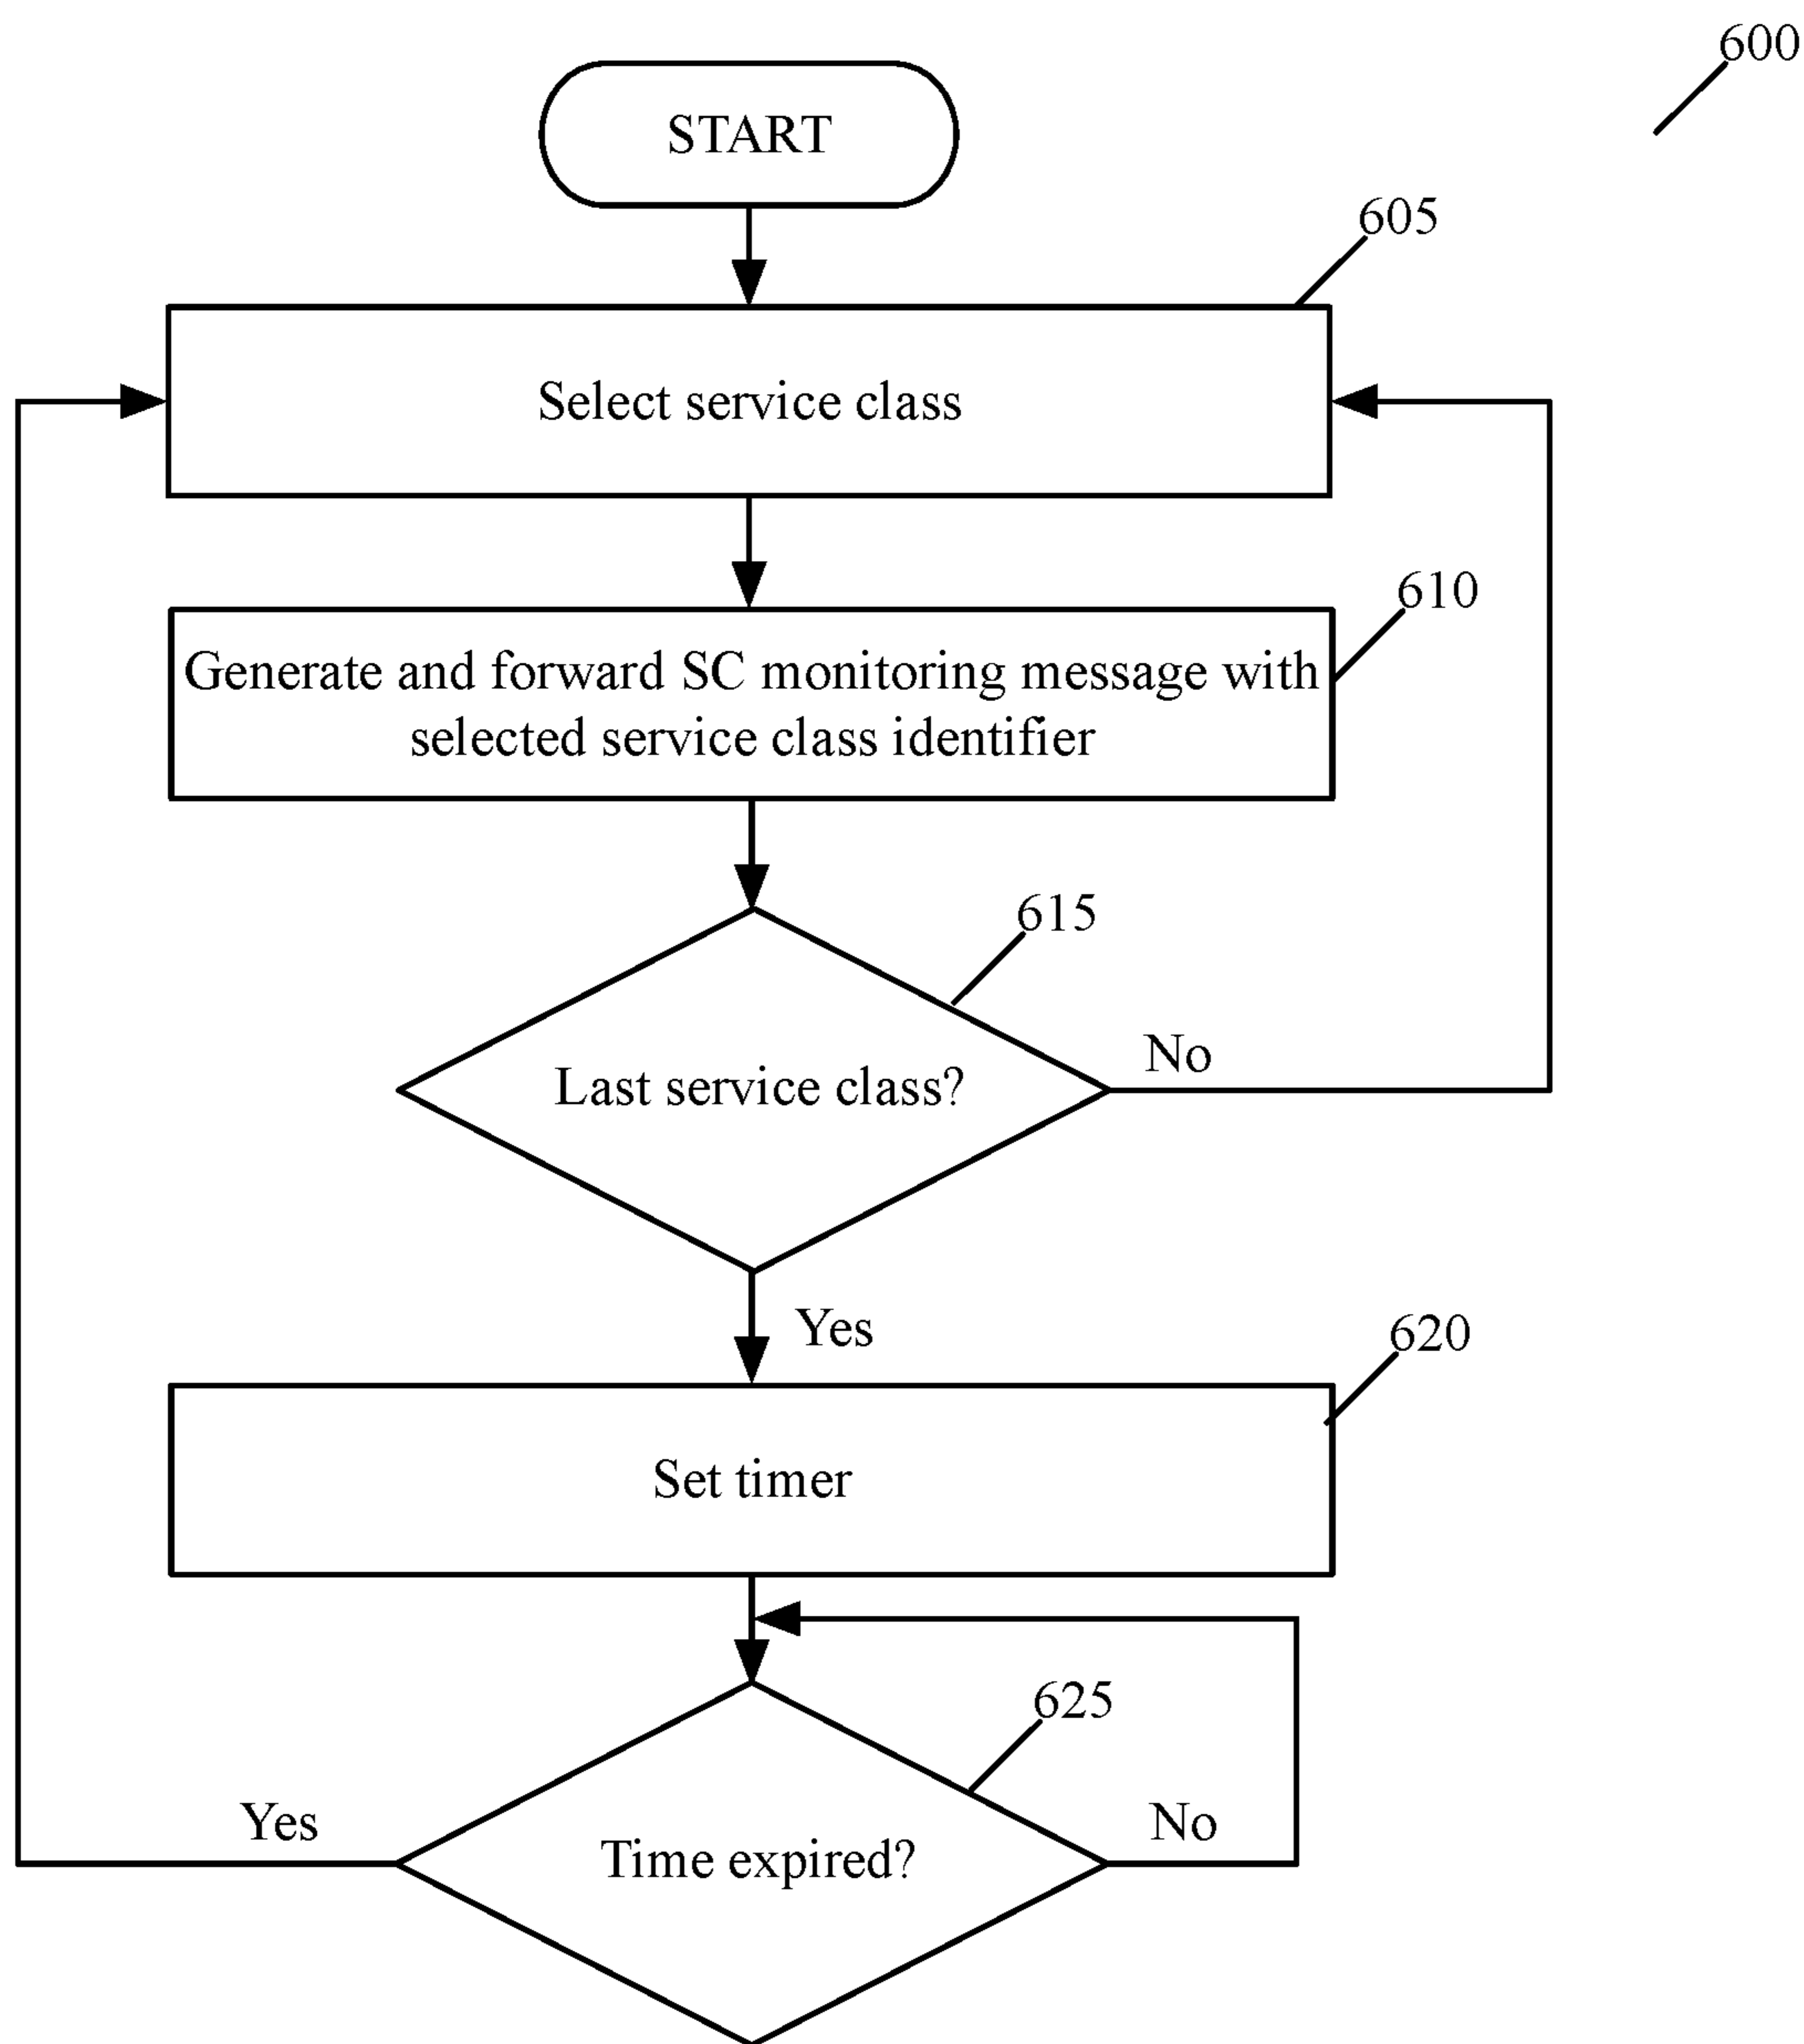 600
START
605
Select service class
610
Generate and forward SC monitoring message with
selected service class identifier
615
Last service class?
No
Yes
620
Set timer
625
Yes
Time expired?
No